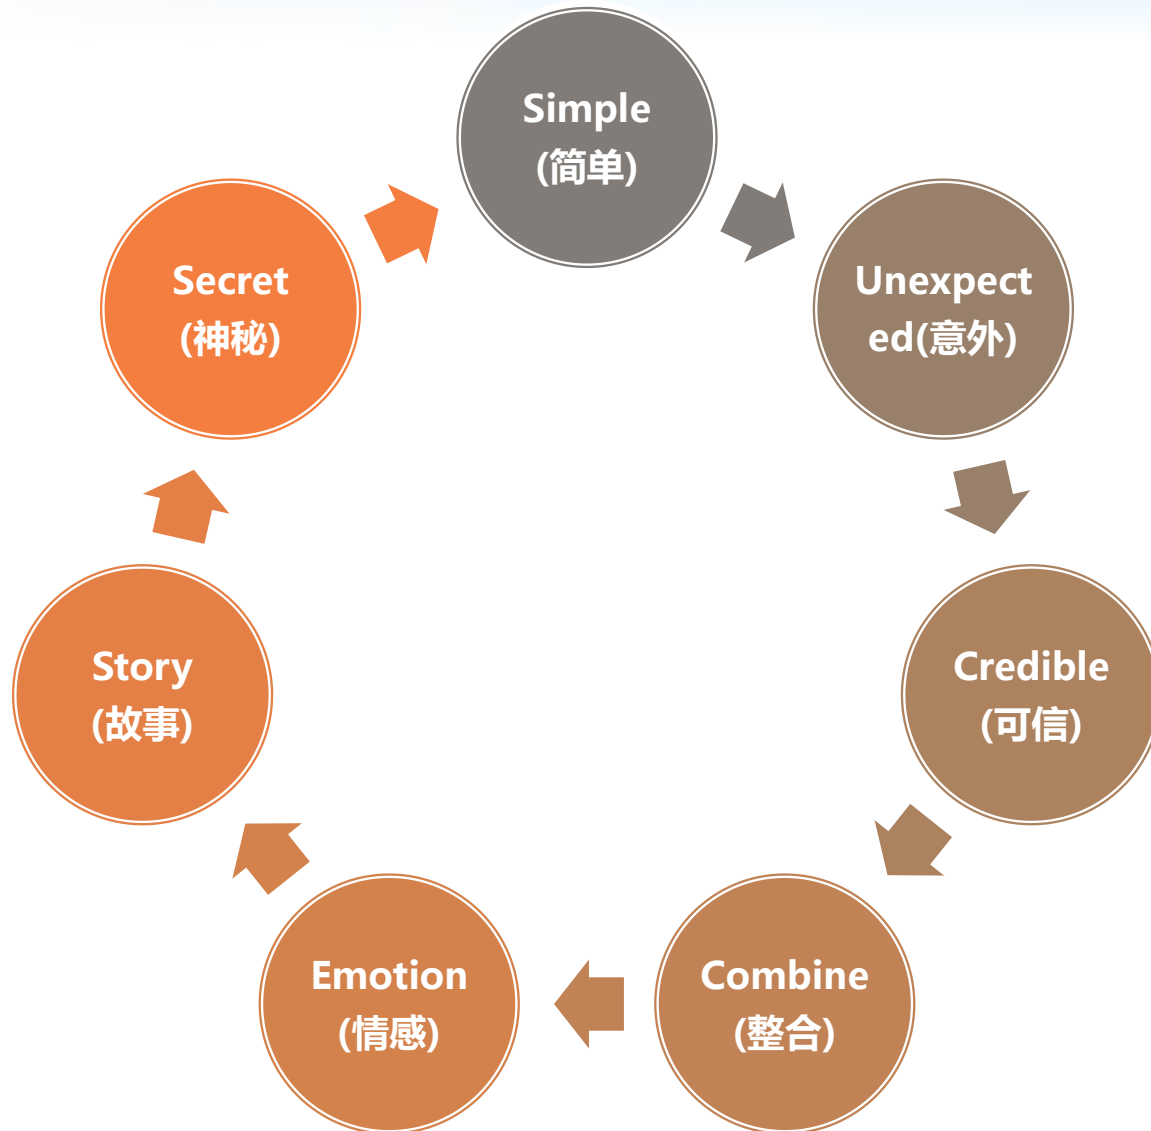 Simple
(简单)
Unexpect
ed(意外)
Credible
(可信)
Combine
(整合)
Emotion
(情感)
Story
(故事)
Secret
(神秘)